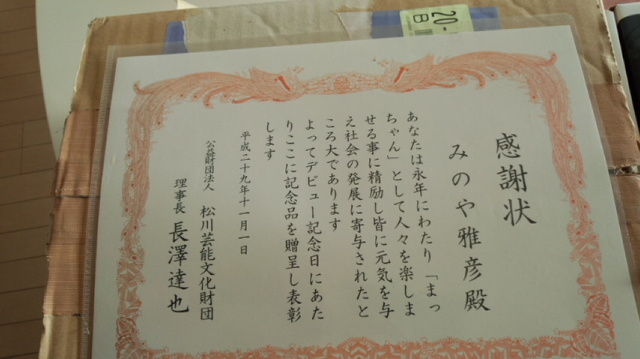 20-
B
感謝状
みのや雅彦殿
あなたは永年にわたり「まっ
ちゃん」として人々を楽しま
せる事に精励し皆に元気を与
え社会の発展に寄与されたと
ころ大であります
よってデビュー記念日にあた
りここに記念品を贈呈し表彰
します
平成二十九年十一月一日
公益財団法人 松川芸能文化財団
理事長 長澤達也